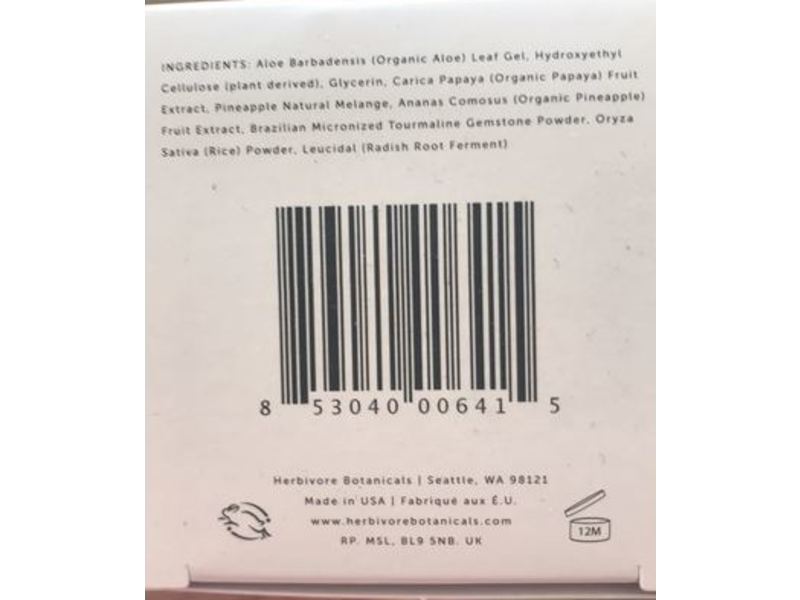 INGREDIENTS: Aloe Barbadensis (Organic Aloe) Leaf Gel, Hydroxyethyl
Cellulose (plant derived), Glycerin, Carica Papaya (Organic Papaya) Fruit
Extract, Pineapple Natural Melange, Ananas Comosus (Organic Pineapple)
Fruit Extract, Brazilian Micronized Tourmaline Gemstone Powder, Oryza
Sativa (Rice) Powder, Leucidal (Radish Root Ferment)
8 53040 00641 5
Herbivore Botanicals | Seattle, WA 98121
Made in USA | Fabriqué aux É.U.
www.herbivorebotanicals.com
RP. MSL, BL9 5NB. UK
12M